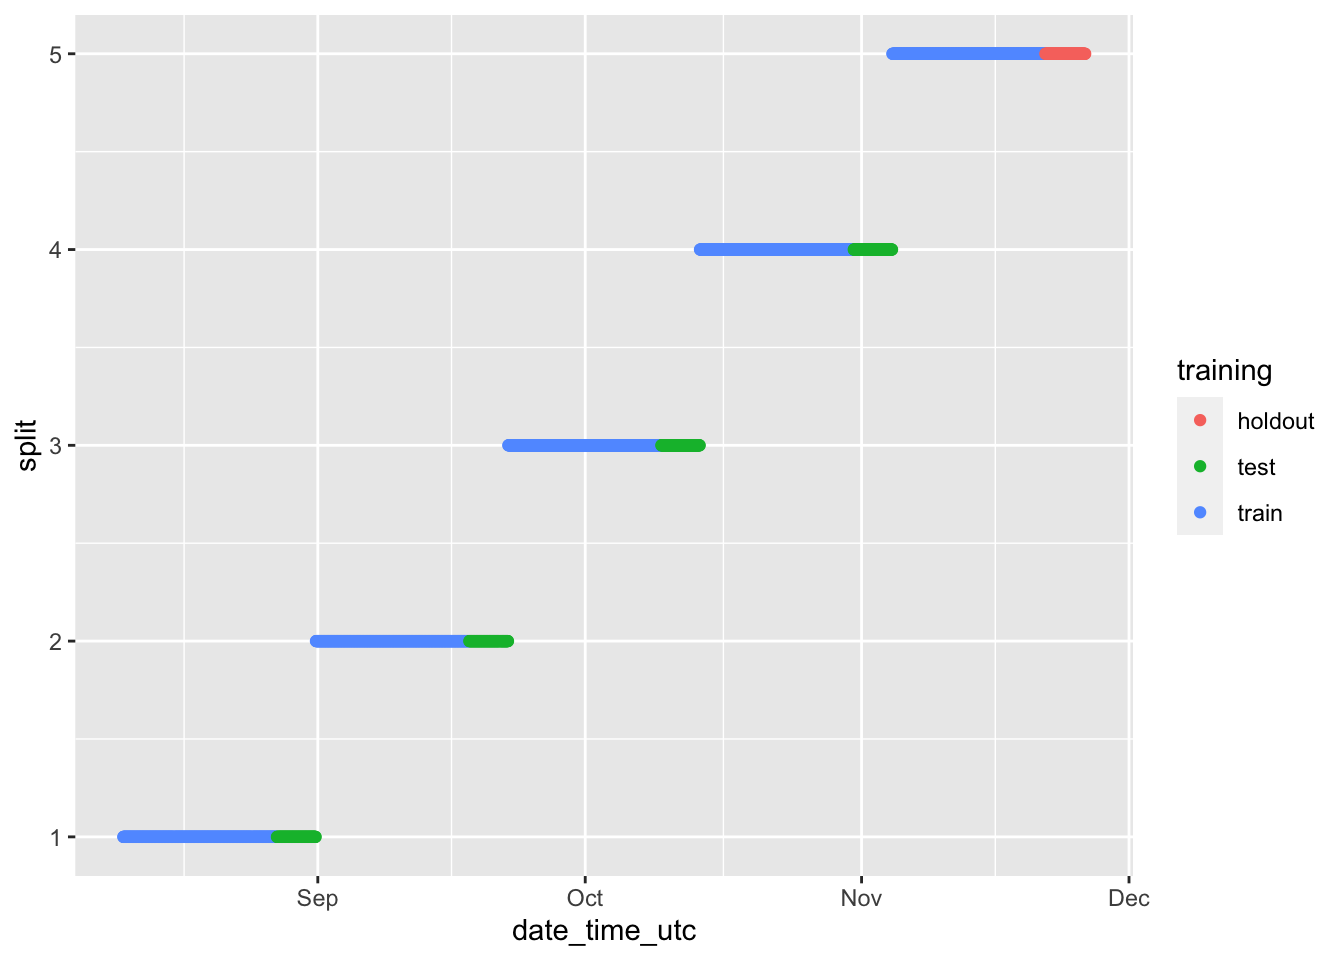 5
4
3
2
1
split
Sep
Oct
Nov
Dec
date_time_utc
training
holdout
test
train